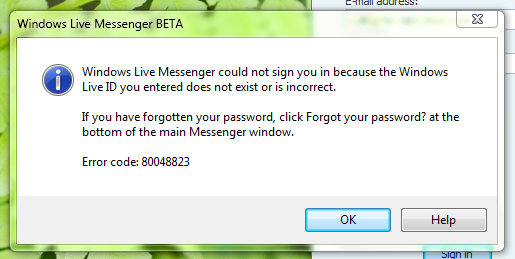 E-mail address:
Windows Live Messenger BETA
Windows Live Messenger could not sign you in because the Windows
Live ID you entered does not exist or is incorrect.
If you have forgotten your password, click Forgot your password? at the
bottom of the main Messenger window.
Error code: 80048823
OK
Help
Sign in